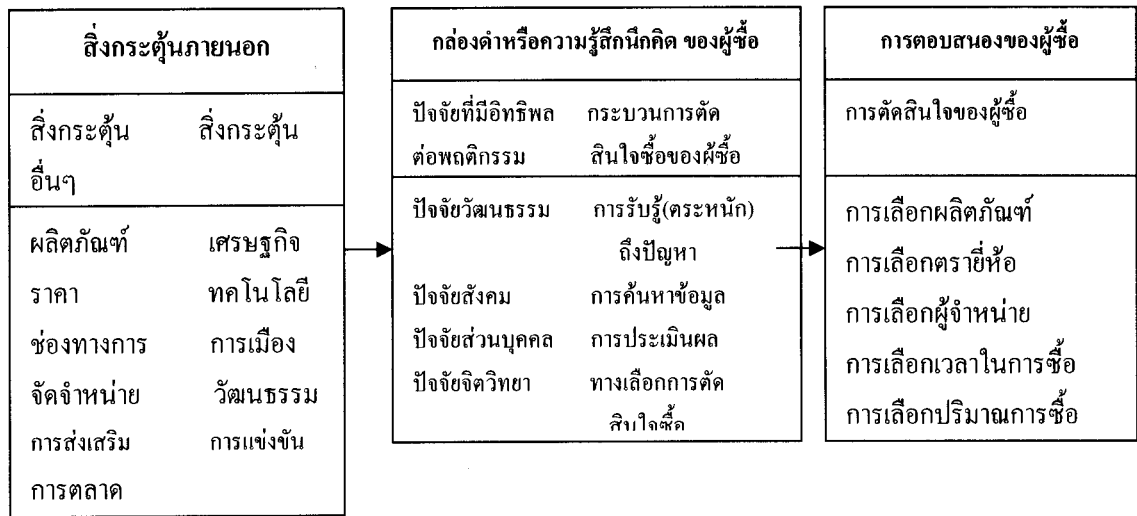 สิ่งกระตุ้นภายนอก
สิ่งกระตุ้น สิ่งกระตุ้น
อื่นๆ
ผลิตภัณฑ์ เศรษฐกิจ
ราคา ทคโนโลยี
ช่องทางการ การเมือง
จัดจำหน่าย วัฒนธรรม
การส่งเสริม การแข่งขัน
การตลาด
กล่องดำหรือความรู้สึกนึกคิด ของผู้ซื้อ
ปัจจัยที่มีอิทธิพล กระบวนการตัด
ต่อพฤติกรรม สินใจซื้อของผู้ซื้อ
ปัจจัยวัฒนธรรม การรับรู้(ตระหนัก)
ถึงปัญหา
ปัจจัยสังคม การค้นหาข้อมูล
ปัจจัยส่วนบุคคล การประเมินผล
ปัจจัยจิตวิทยา ทางเลือกการตัด
สินใจซื้อ
การตอบสนองของผู้ซื้อ
การตัดสินใจของผู้ซื้อ
การเลือกผลิตภัณฑ์
การเลือกตรายี่ห้อ
การเลือกผู้จำหน่าย
การเลือกเวลาในการซื้อ
การเลือกปริมาณการซื้อ